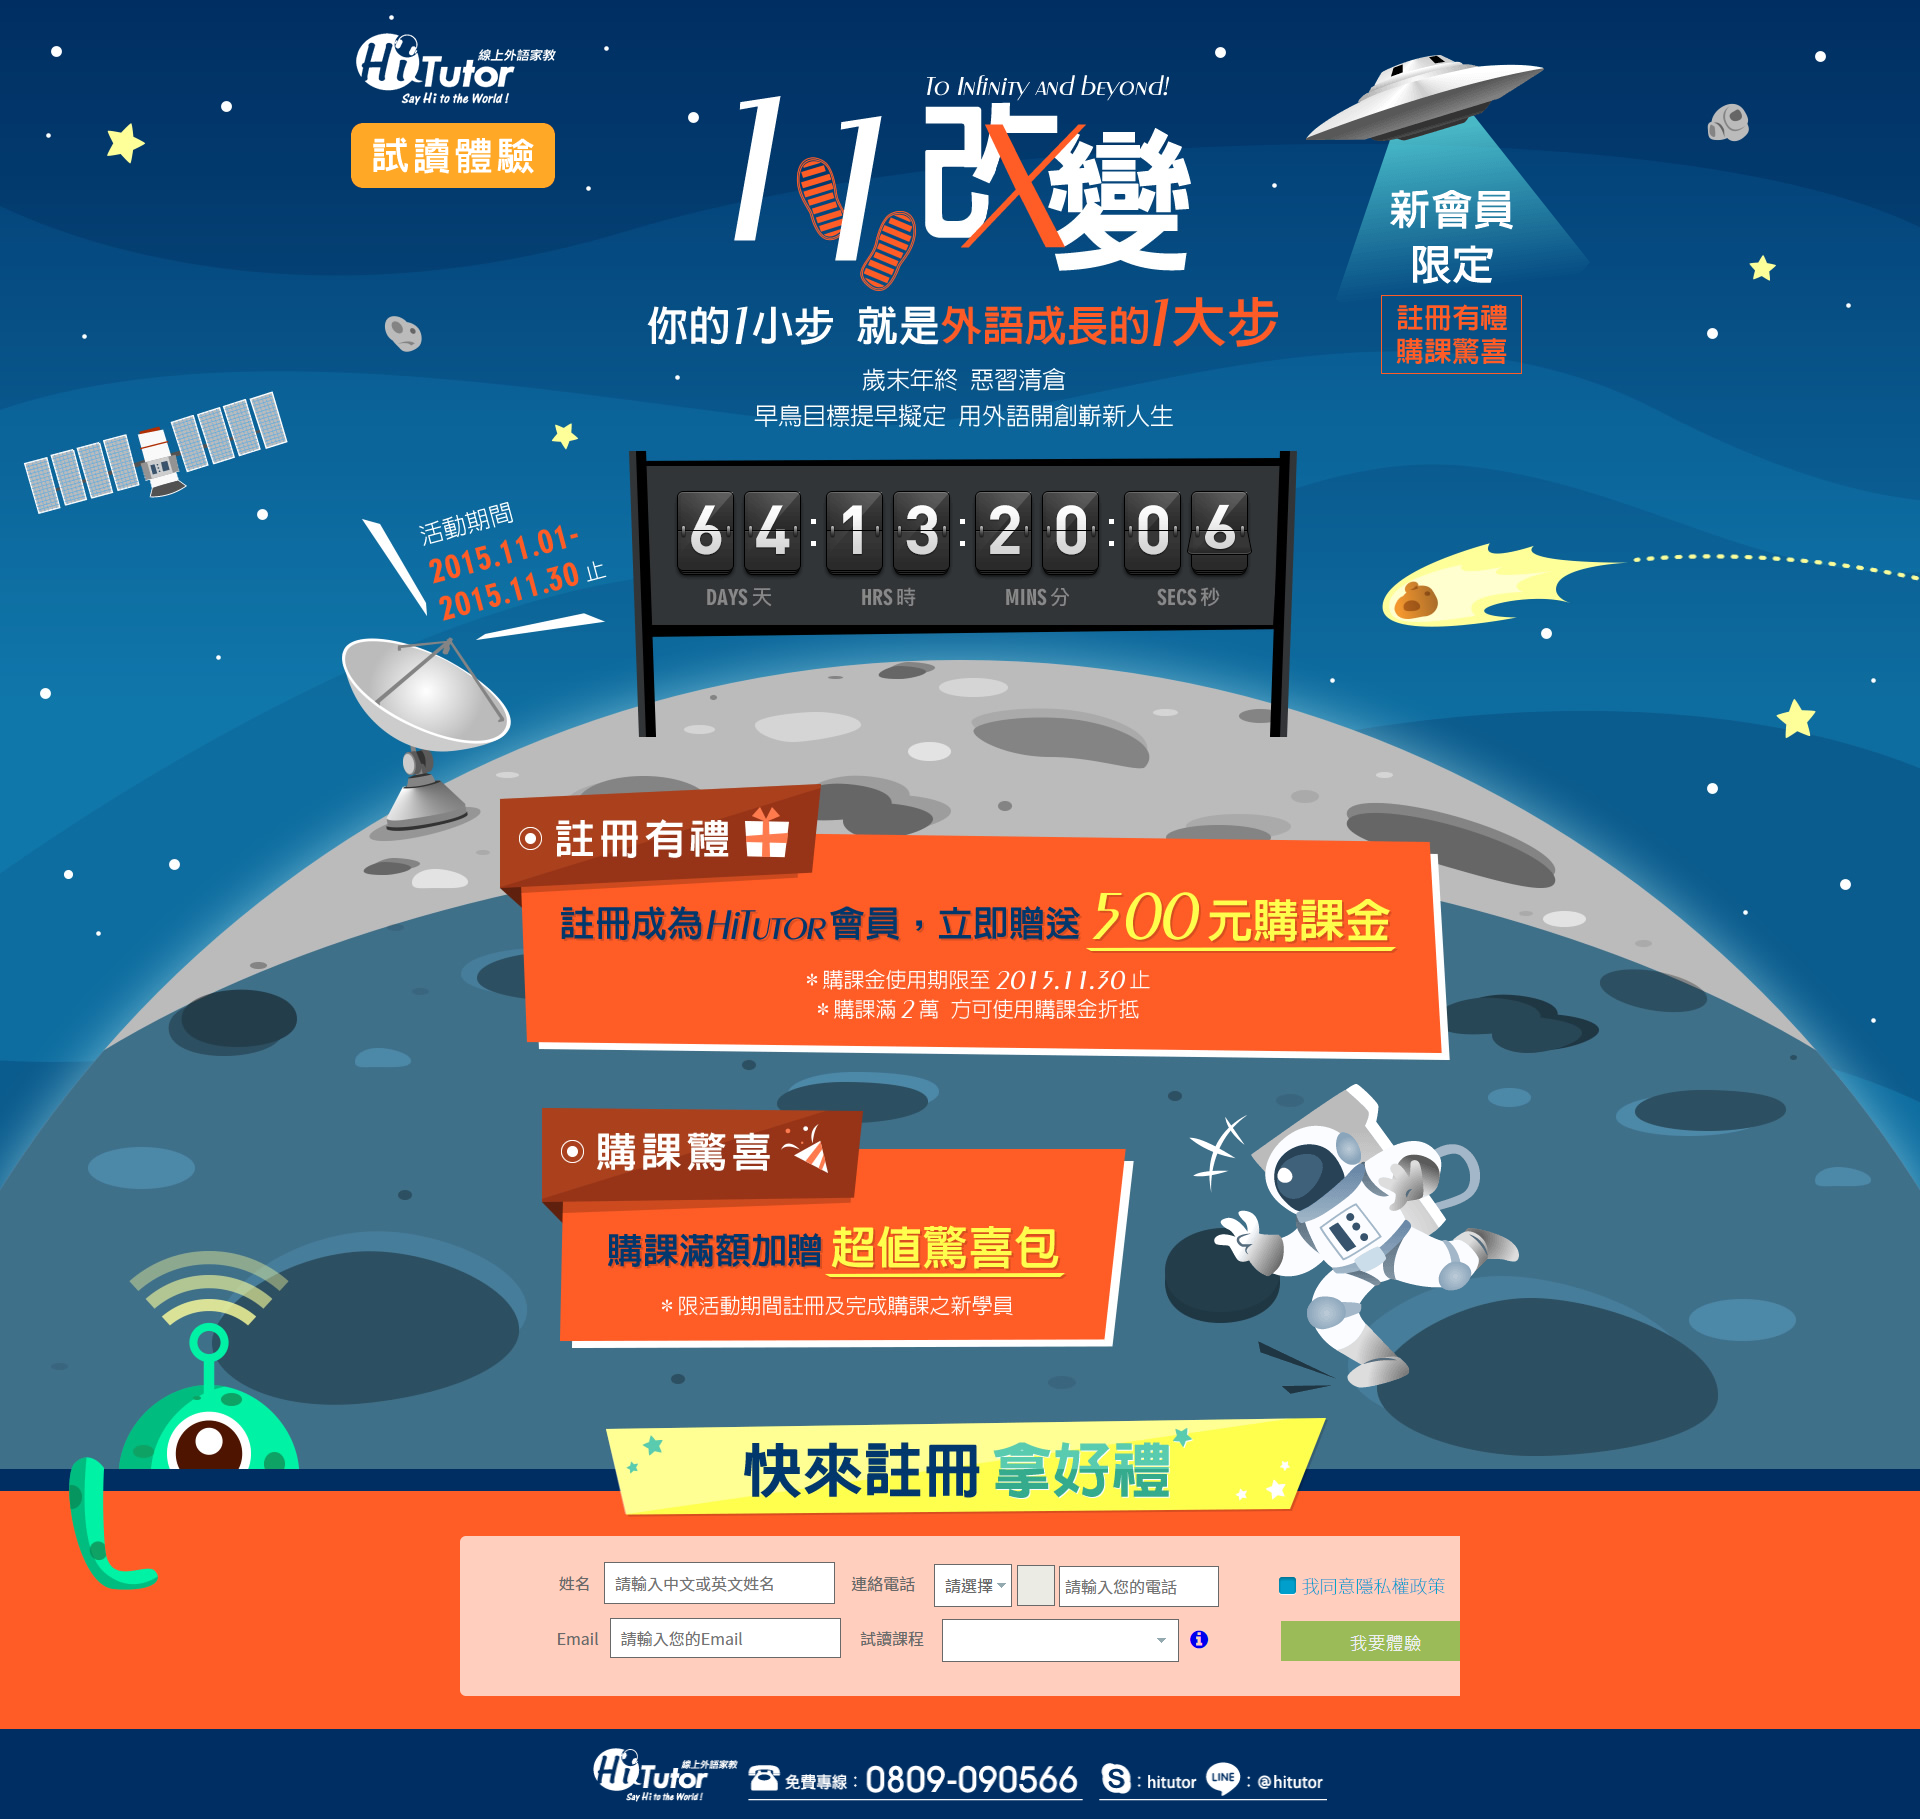 Hi Tutor 線上外語家教
Say Hi to the World !
試讀體驗
To Infinity and beyond!
11改變
你的1小步 就是外語成長的1大步
歲末年終 惡習清倉
早鳥目標提早擬定 用外語開創嶄新人生
新會員
限定
註冊有禮
購課驚喜
活動期間
2015.11.01-
2015.11.30 止
64:13:20:06
DAYS 天 HRS 時 MINS 分 SECS 秒
註冊有禮
註冊成為HiTutor會員，立即贈送 500 元購課金
*購課金使用期限至 2015.11.30 止
*購課滿 2 萬 方可使用購課金折抵
購課驚喜
購課滿額加贈 超值驚喜包
*限活動期間註冊及完成購課之新學員
快來註冊 拿好禮
姓名 請輸入中文或英文姓名 連絡電話 請選擇 請輸入您的電話 我同意隱私權政策
Email 請輸入您的Email 試讀課程 我要體驗
Hi Tutor 線上外語家教
Say Hi to the World !
免費專線：0809-090566 S：hitutor LINE：@hitutor